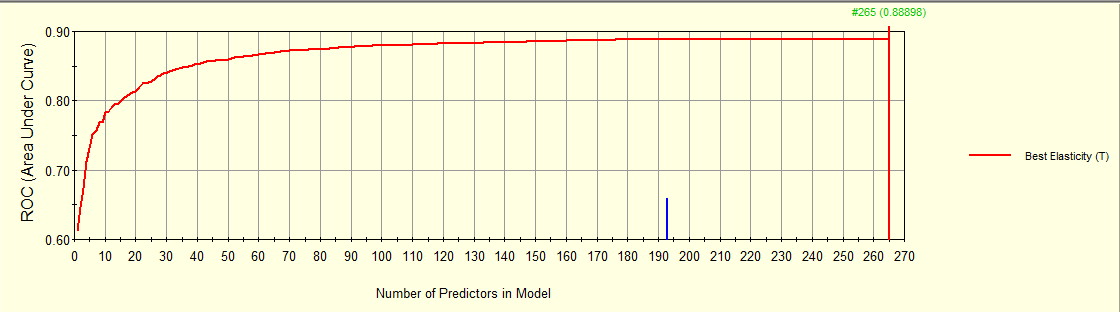 #265 (0.88898)
ROC (Area Under Curve)
0.90
0.80
0.70
0.60
0 10 20 30 40 50 60 70 80 90 100 110 120 130 140 150 160 170 180 190 200 210 220 230 240 250 260 270
Number of Predictors in Model
Best Elasticity (T)